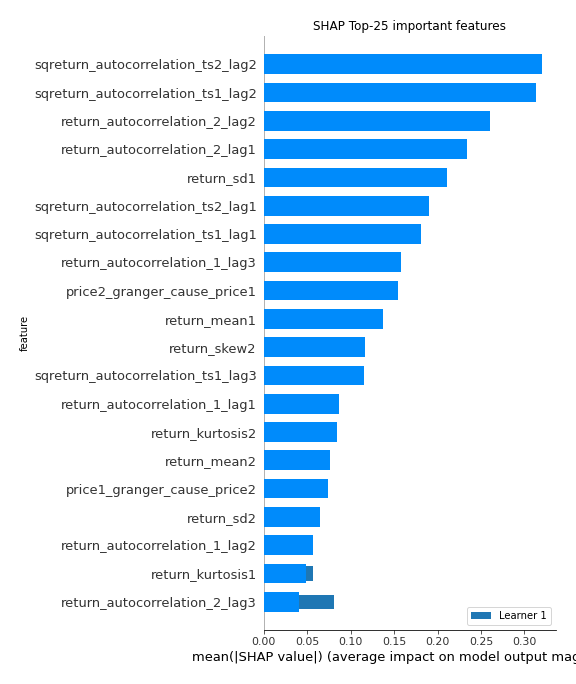 SHAP Top-25 important features
sqreturn_autocorrelation_ts2_lag2
sqreturn_autocorrelation_ts1_lag2
return_autocorrelation_2_lag2
return_autocorrelation_2_lag1
return_sd1
sqreturn_autocorrelation_ts2_lag1
sqreturn_autocorrelation_ts1_lag1
return_autocorrelation_1_lag3
price2_granger_cause_price1
return_mean1
return_skew2
sqreturn_autocorrelation_ts1_lag3
return_autocorrelation_1_lag1
return_kurtosis2
return_mean2
price1_granger_cause_price2
return_sd2
return_autocorrelation_1_lag2
return_kurtosis1
return_autocorrelation_2_lag3
feature
Learner 1
0.00 0.05 0.10 0.15 0.20 0.25 0.30
mean(|SHAP value|) (average impact on model output mag